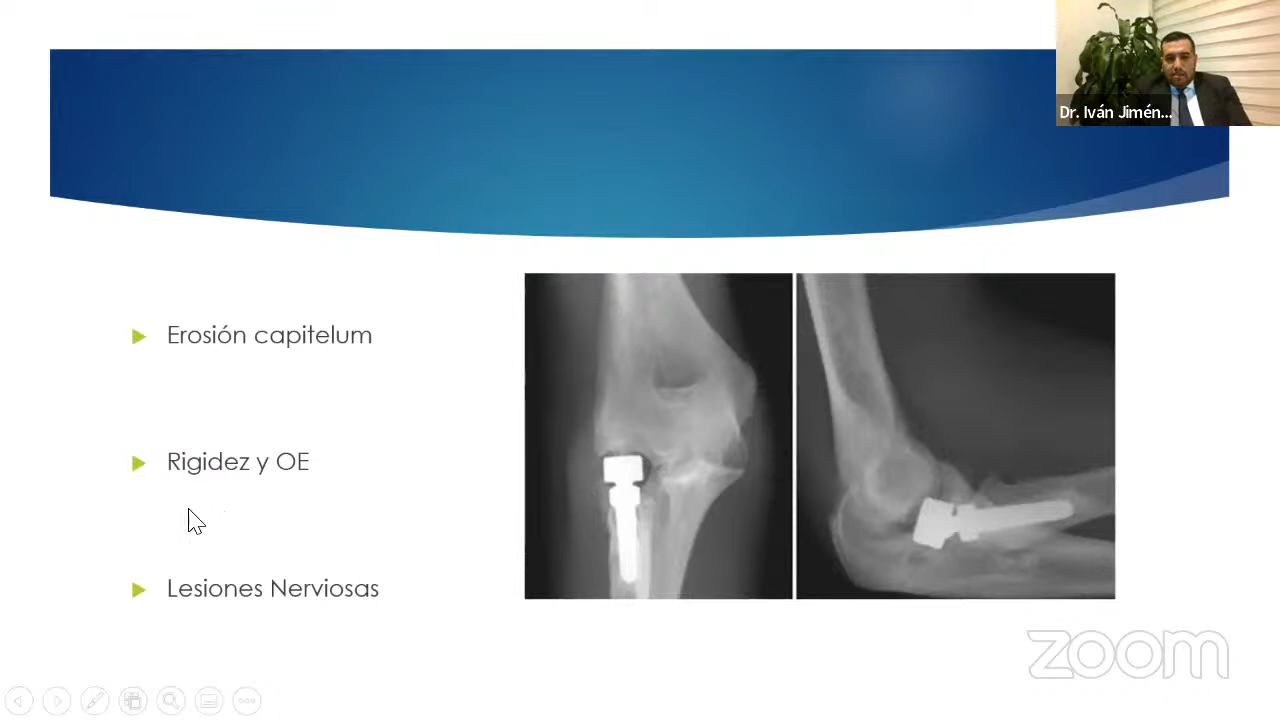 Dr. Iván Jimén...
Erosión capitelum
Rigidez y OE
Lesiones Nerviosas
zoom